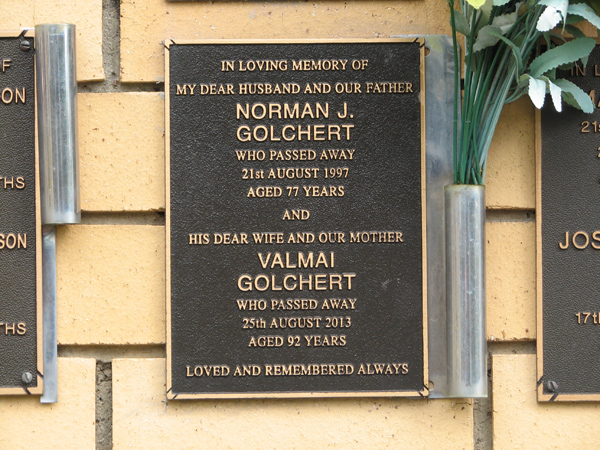 IN LOVING MEMORY OF
MY DEAR HUSBAND AND OUR FATHER
NORMAN J.
GOLCHERT
WHO PASSED AWAY
21st AUGUST 1997
AGED 77 YEARS
AND
HIS DEAR WIFE AND OUR MOTHER
VALMAI
GOLCHERT
WHO PASSED AWAY
25th AUGUST 2013
AGED 92 YEARS
LOVED AND REMEMBERED ALWAYS